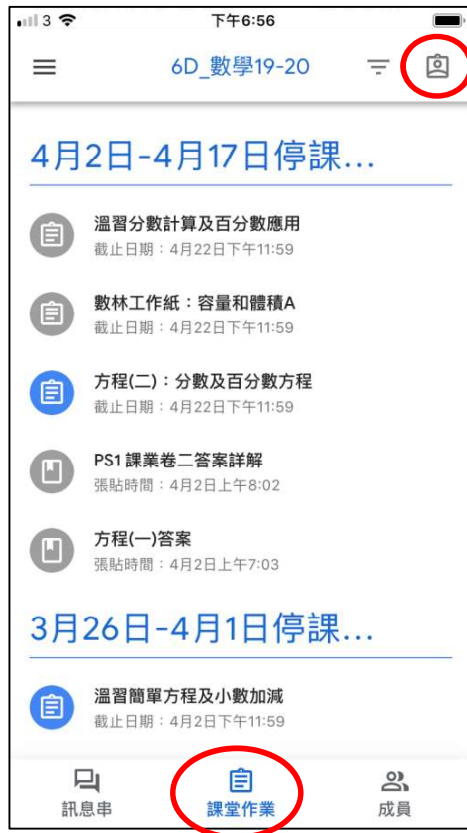 3
下午6:56
6D_數學19-20
4月2日-4月17日停課...
溫習分數計算及百分數應用
截止日期：4月22日下午11:59
數林工作紙：容量和體積A
截止日期：4月22日下午11:59
方程(二)：分數及百分數方程
截止日期：4月22日下午11:59
PS1 課業卷二答案詳解
張貼時間：4月2日上午8:02
方程(一)答案
張貼時間：4月2日上午7:03
3月26日-4月1日停課...
溫習簡單方程及小數加減
截止日期：4月2日下午11:59
訊息串
課堂作業
成員